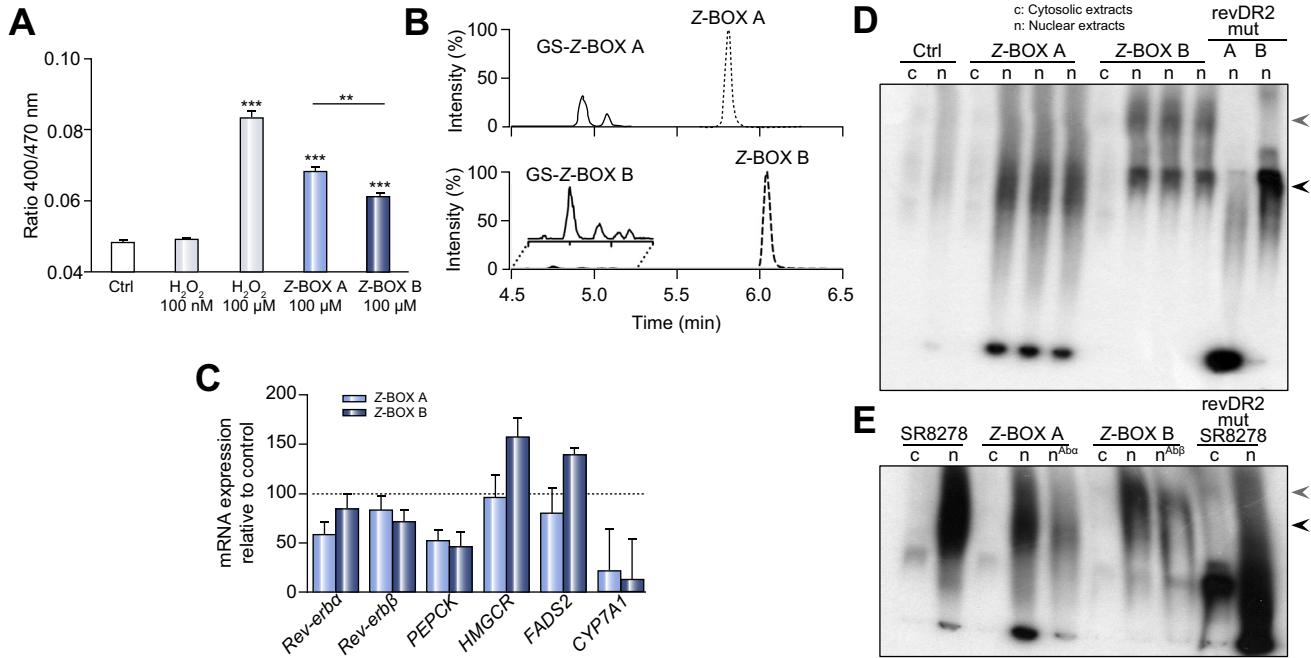 A
Ratio 400/470 nm
0.10
0.08
0.06
0.04
***
***
**
***
Ctrl
H2O2
100 nM
H2O2
100 µM
Z-BOX A
100 µM
Z-BOX B
100 µM
B
Intensity (%)
100
50
0
GS-Z-BOX A
Z-BOX A
Intensity (%)
100
50
0
GS-Z-BOX B
Z-BOX B
4.5 5.0 5.5 6.0 6.5
Time (min)
C
mRNA expression
relative to control
200
150
100
50
0
Z-BOX A
Z-BOX B
Rev-erbα
Rev-erbβ
PEPCK
HMGCR
FADS2
CYP7A1
D
c: Cytosolic extracts
n: Nuclear extracts
Ctrl Z-BOX A Z-BOX B
revDR2
mut
A B
c n c n n n c n n n n n
E
SR8278 Z-BOX A Z-BOX B
revDR2
mut
SR8278
c n c n nAbα c n nAbβ c n